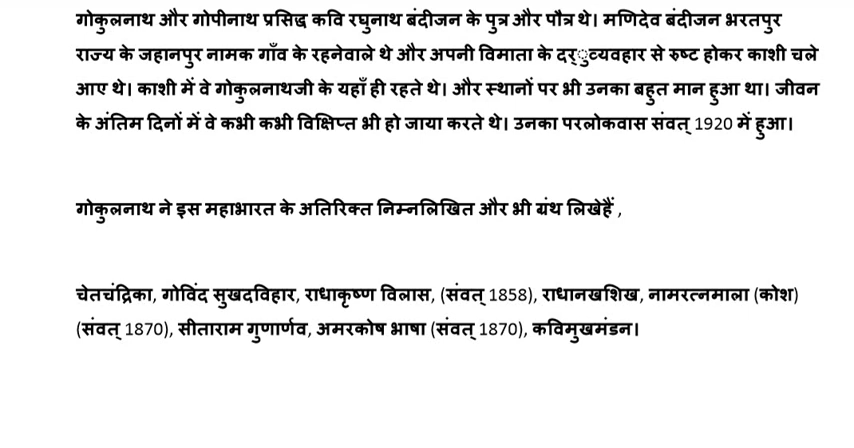 गोकुलनाथ और गोपीनाथ प्रसिद्ध कवि रघुनाथ बंदीजन के पुत्र और पौत्र थे। मणिदेव बंदीजन भरतपुर
राज्य के जहानपुर नामक गाँव के रहनेवाले थे और अपनी विमाता के दर्ुव्यवहार से रुष्ट होकर काशी चले
आए थे। काशी में वे गोकुलनाथजी के यहाँ ही रहते थे। और स्थानों पर भी उनका बहुत मान हुआ था। जीवन
के अंतिम दिनों में वे कभी कभी विक्षिप्त भी हो जाया करते थे। उनका परलोकवास संवत् 1920 में हुआ।
गोकुलनाथ ने इस महाभारत के अतिरिक्त निम्नलिखित और भी ग्रंथ लिखेहैं ,
चेतचंद्रिका, गोविंद सुखदविहार, राधाकृष्ण विलास, (संवत् 1858), राधानखशिख, नामरत्नमाला (कोश)
(संवत् 1870), सीताराम गुणार्णव, अमरकोष भाषा (संवत् 1870), कविमुखमंडन।